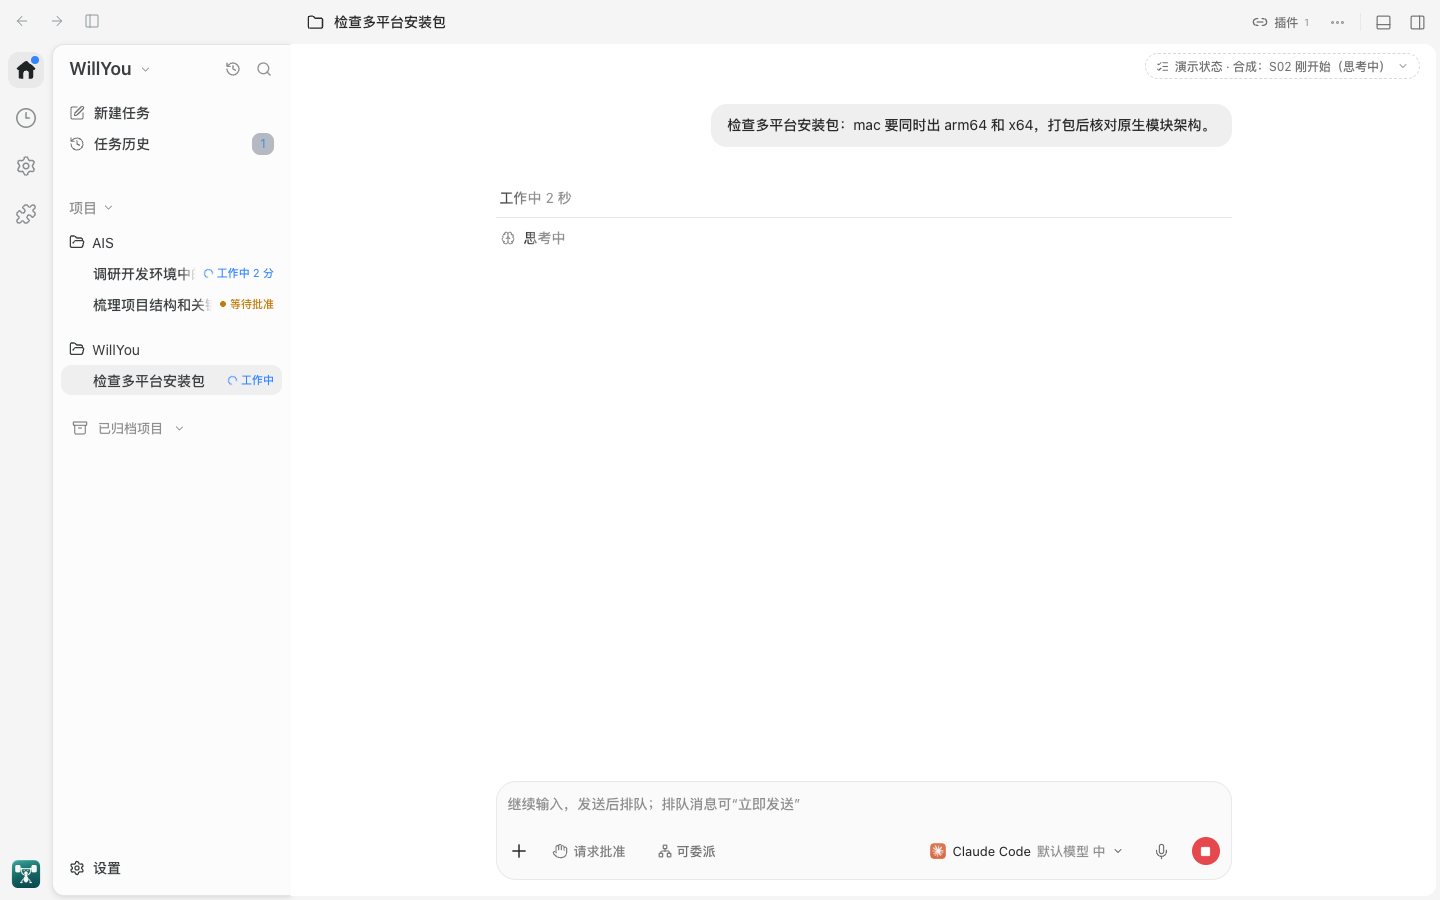 检查多平台安装包
插件 1
WillYou
演示状态 · 合成：S02 刚开始（思考中）
新建任务
任务历史
1
检查多平台安装包：mac 要同时出 arm64 和 x64，打包后核对原生模块架构。
项目
工作中 2 秒
AIS
思考中
调研开发环境中
工作中 2 分
梳理项目结构和关
等待批准
WillYou
检查多平台安装包
工作中
已归档项目
继续输入，发送后排队；排队消息可“立即发送”
请求批准
可委派
Claude Code 默认模型 中
设置